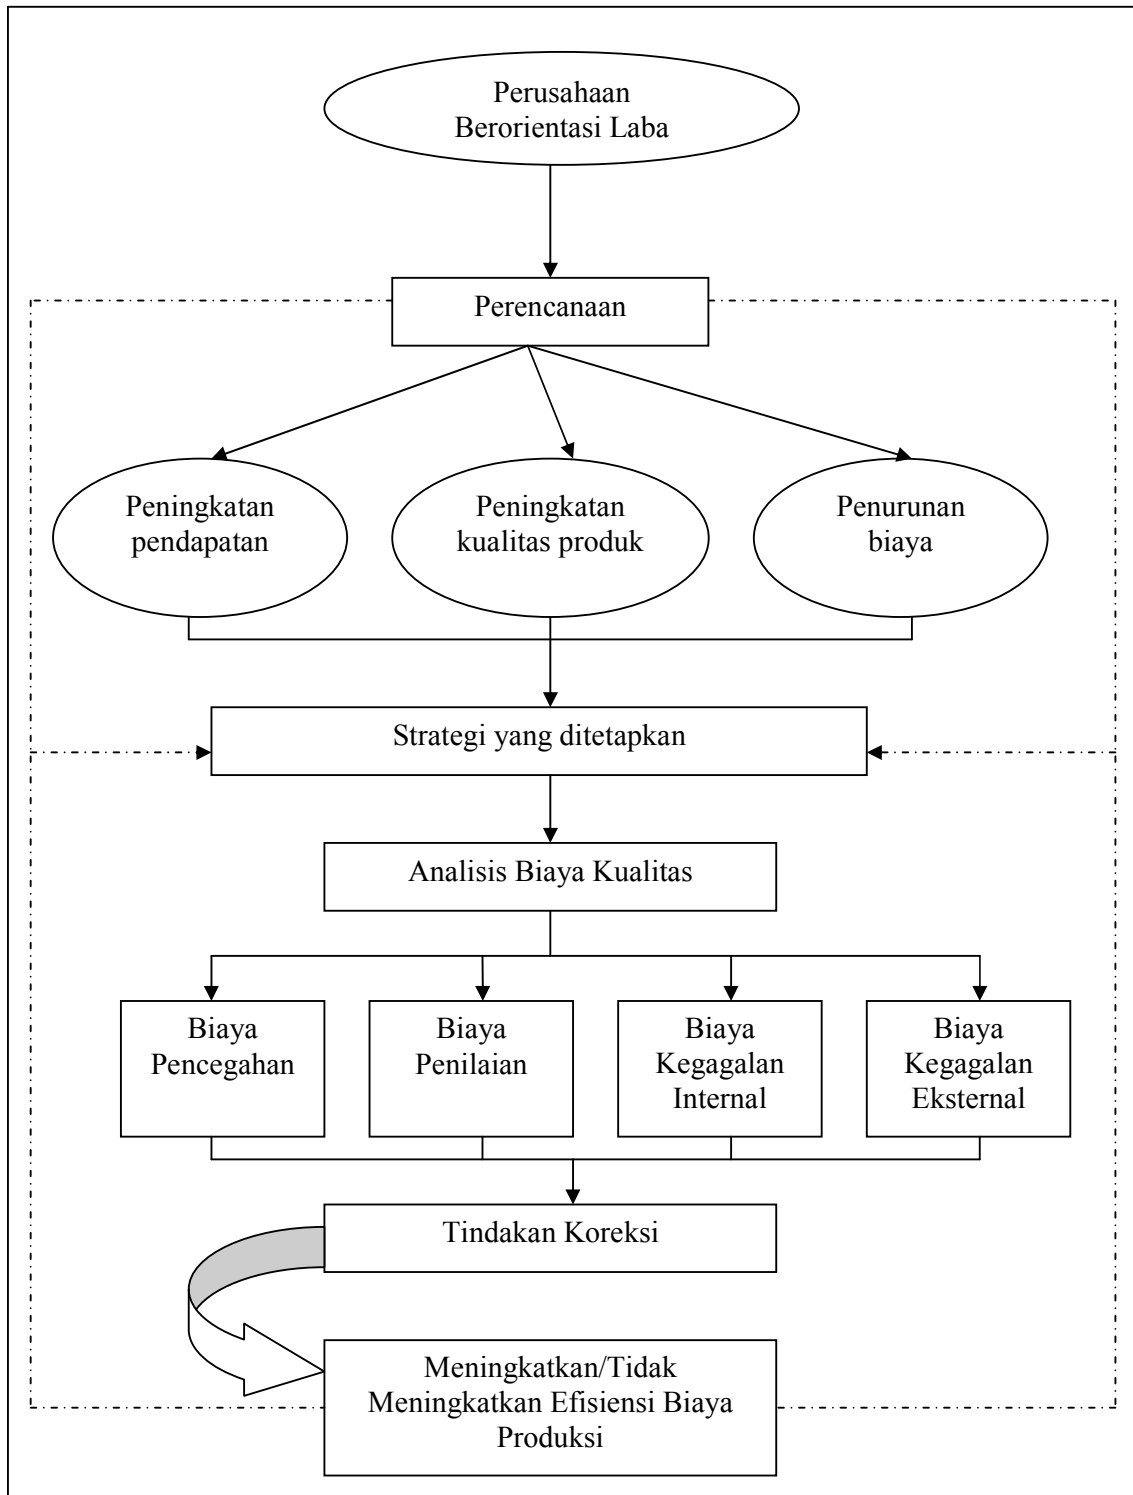 Perusahaan
Berorientasi Laba
Perencanaan
Peningkatan
pendapatan
Peningkatan
kualitas produk
Penurunan
biaya
Strategi yang ditetapkan
Analisis Biaya Kualitas
Biaya
Pencegahan
Biaya
Penilaian
Biaya
Kegagalan
Internal
Biaya
Kegagalan
Eksternal
Tindakan Koreksi
Meningkatkan/Tidak
Meningkatkan Efisiensi Biaya
Produksi